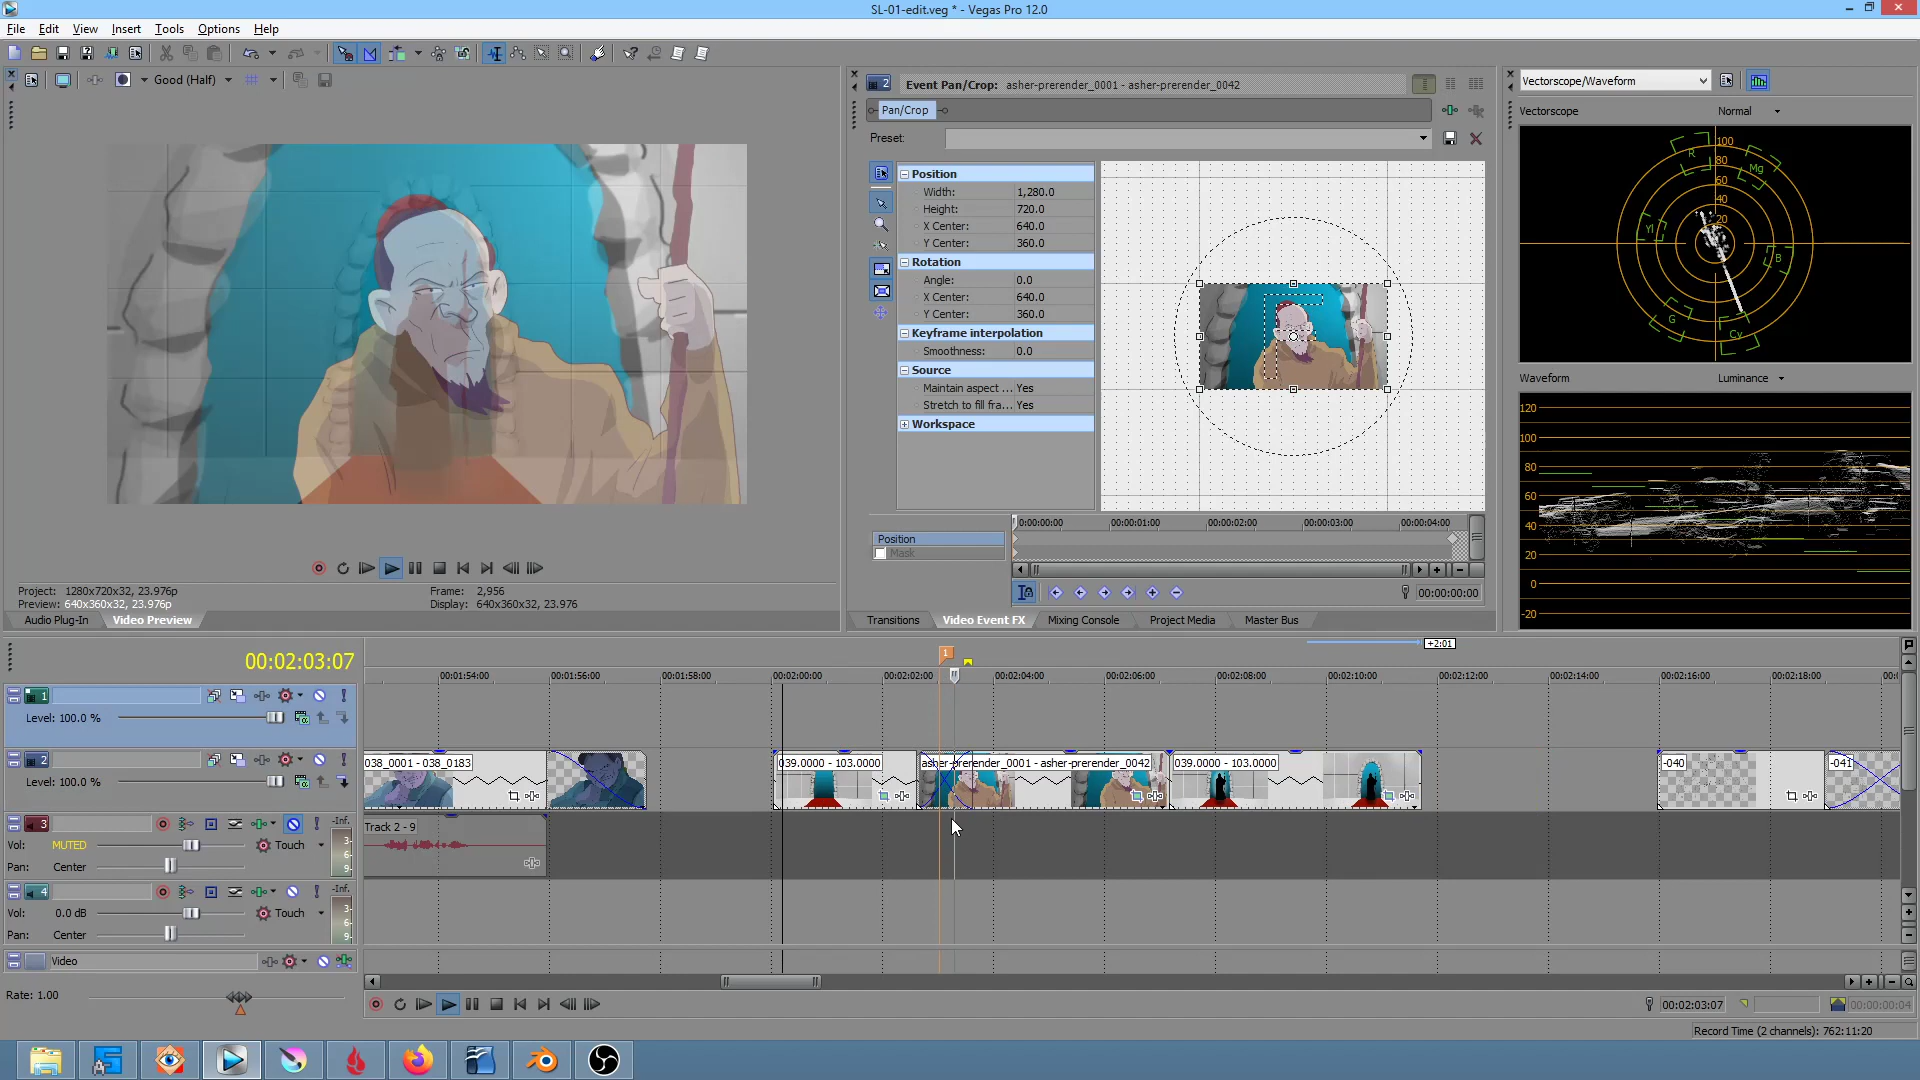 SL-01-edit.veg * - Vegas Pro 12.0
File Edit View Insert Tools Options Help
Good (Half)
2 Event Pan/Crop: asher-prerender_0001 - asher-prerender_0042
Pan/Crop
Preset:
Position
Width: 1,280.0
Height: 720.0
X Center: 640.0
Y Center: 360.0
Rotation
Angle: 0.0
X Center: 640.0
Y Center: 360.0
Keyframe interpolation
Smoothness: 0.0
Source
Maintain aspect ... Yes
Stretch to fill fra... Yes
Workspace
0:00:00:00 00:00:01:00 00:00:02:00 00:00:03:00 00:00:04:00
Position
Mask
00:00:00:00
Vectorscope/Waveform
Vectorscope Normal
100
80
60
40
20
R
Mg
Yl
B
G
Cy
Waveform Luminance
120
100
80
60
40
20
0
-20
Project: 1280x720x32, 23.976p
Preview: 640x360x32, 23.976p
Frame: 2,956
Display: 640x360x32, 23.976
Audio Plug-In Video Preview
Transitions Video Event FX Mixing Console Project Media Master Bus
+2:01
00:02:03:07
1
00:01:54:00 00:01:56:00 00:01:58:00 00:02:00:00 00:02:02:00 00:02:04:00 00:02:06:00 00:02:08:00 00:02:10:00 00:02:12:00 00:02:14:00 00:02:16:00 00:02:18:00 00:0
1
Level: 100.0 %
2
Level: 100.0 %
038_0001 - 038_0183
039.0000 - 103.0000
asher-prerender_0001 - asher-prerender_0042
039.0000 - 103.0000
-040
-041
3
-Inf.
Vol: MUTED Touch
Pan: Center
3
6
9
Track 2 - 9
4
-Inf.
Vol: 0.0 dB Touch
Pan: Center
3
6
9
Video
Rate: 1.00
00:02:03:07
00:00:00:04
Record Time (2 channels): 762:11:20